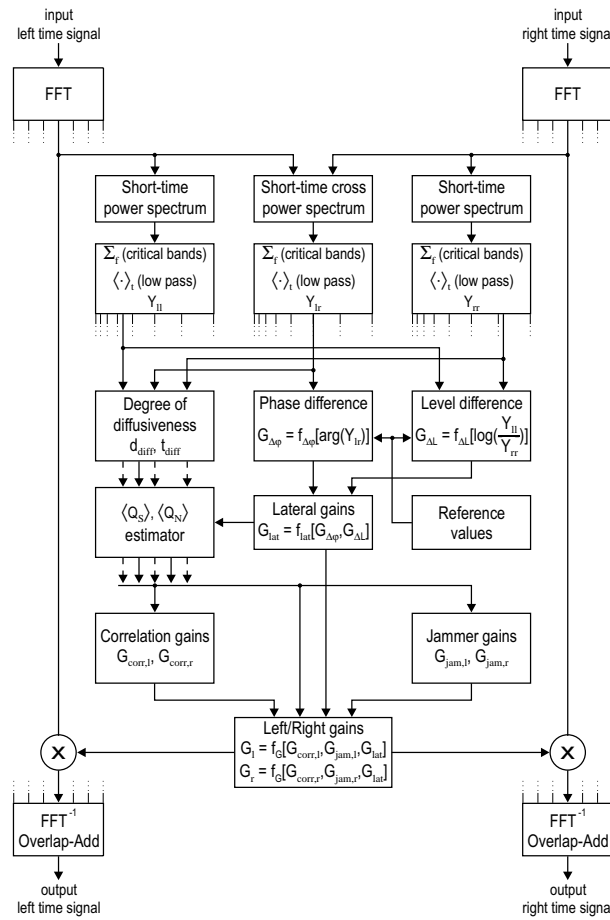 input
left time signal
input
right time signal
FFT
FFT
Short-time
power spectrum
Short-time cross
power spectrum
Short-time
power spectrum
Σf (critical bands)
⟨·⟩t (low pass)
Yll
Σf (critical bands)
⟨·⟩t (low pass)
Ylr
Σf (critical bands)
⟨·⟩t (low pass)
Yrr
Degree of
diffusiveness
ddiff, tdiff
Phase difference
GΔφ = fΔφ[arg(Ylr)]
Level difference
GΔL = fΔL[log(Yll/Yrr)]
⟨QS⟩, ⟨QN⟩
estimator
Lateral gains
Glat = flat[GΔφ,GΔL]
Reference
values
Correlation gains
Gcorr,l, Gcorr,r
Jammer gains
Gjam,l, Gjam,r
Left/Right gains
Gl = fG[Gcorr,l,Gjam,l,Glat]
Gr = fG[Gcorr,r,Gjam,r,Glat]
X
X
FFT-1
Overlap-Add
FFT-1
Overlap-Add
output
left time signal
output
right time signal